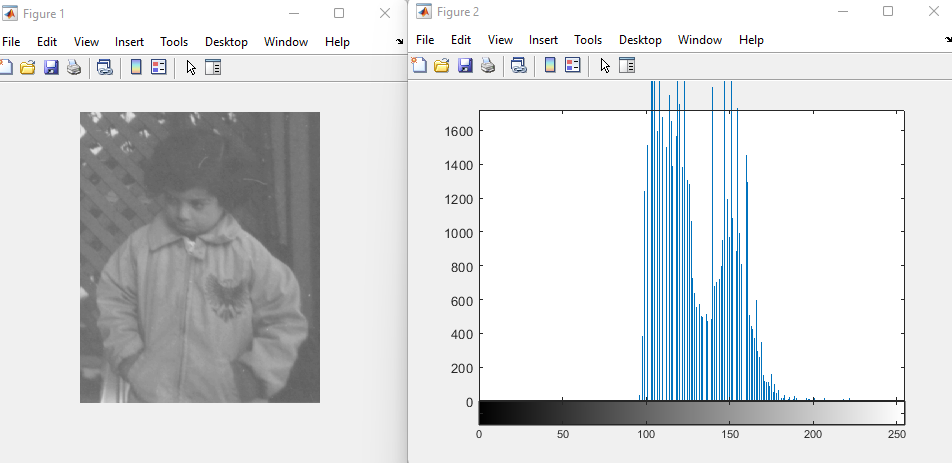 Figure 1
File Edit View Insert Tools Desktop Window Help
Figure 2
File Edit View Insert Tools Desktop Window Help
1600
1400
1200
1000
800
600
400
200
0
0 50 100 150 200 250